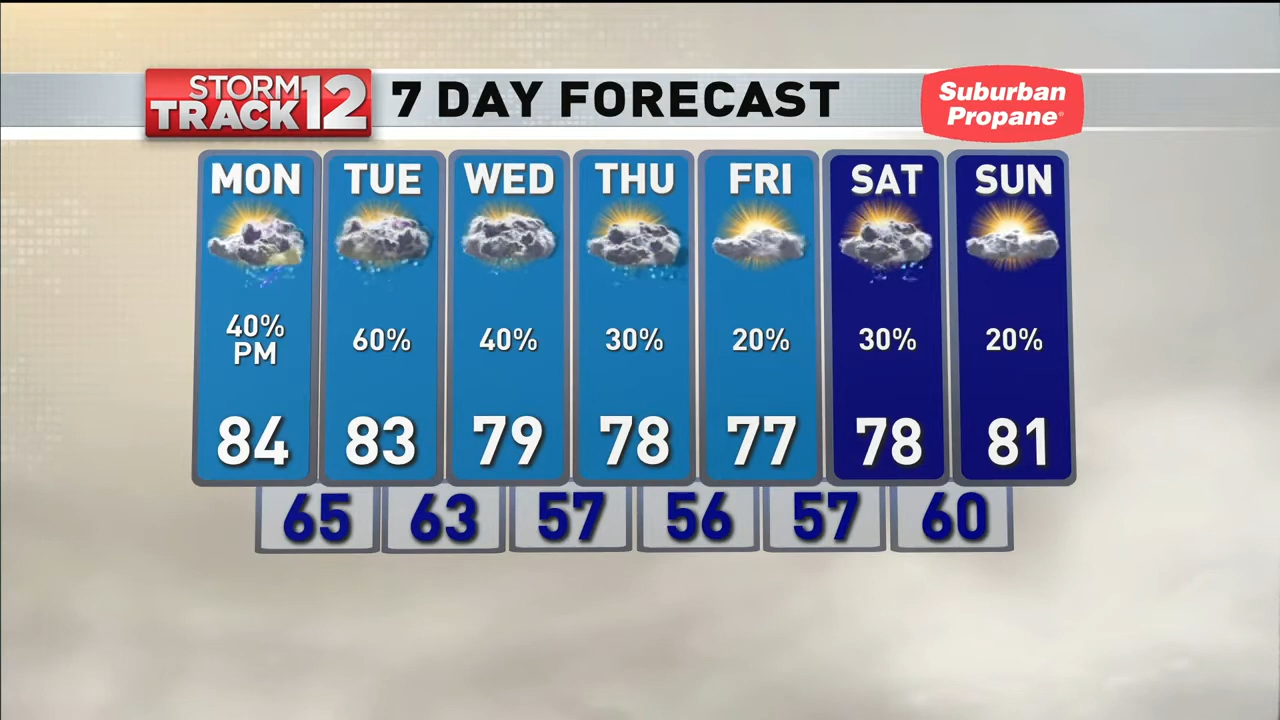 STORM
TRACK 12
7 DAY FORECAST
Suburban
Propane®
MON TUE WED THU FRI SAT SUN
40%
PM
60% 40% 30% 20% 30% 20%
84 83 79 78 77 78 81
65 63 57 56 57 60